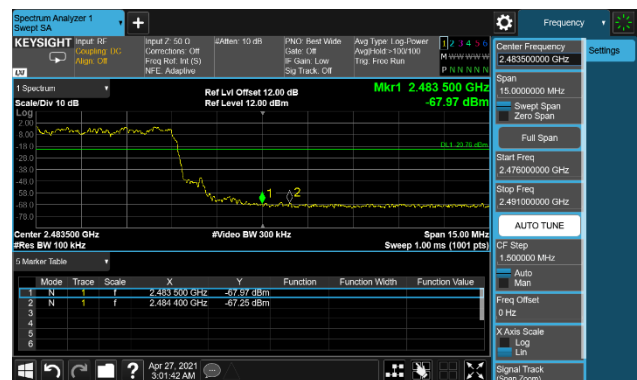 Spectrum Analyzer 1
Swept SA
Frequency
KEYSIGHT
Input: RF
Coupling: DC
Align: Off
Input Z: 50 Ω
Corrections: Off
Freq Ref: Int (S)
NFE: Adaptive
#Atten: 10 dB
PNO: Best Wide
Gate: Off
IF Gain: Low
Sig Track: Off
Avg Type: Log-Power
Avg|Hold:>100/100
Trig: Free Run
1 2 3 4 5 6
M W W W W W
P N N N N N
LXI
1 Spectrum
Scale/Div 10 dB
Ref Lvl Offset 12.00 dB
Ref Level 12.00 dBm
Mkr1 2.483 500 GHz
-67.97 dBm
Log
2.00
-8.00
-18.0
-28.0
-38.0
-48.0
-58.0
-68.0
-78.0
1
2
Center 2.483500 GHz
#Res BW 100 kHz
#Video BW 300 kHz
Span 15.00 MHz
Sweep 1.00 ms (1001 pts)
5 Marker Table
Mode Trace Scale X Y Function Function Width Function Value
1 N 1 f 2.483 500 GHz -67.97 dBm
2 N 1 f 2.484 400 GHz -67.25 dBm
3
4
5
6
Apr 27, 2021
3:01:42 AM
Center Frequency
2.483500000 GHz
Settings
Span
15.0000000 MHz
Swept Span
Zero Span
Full Span
Start Freq
2.476000000 GHz
Stop Freq
2.491000000 GHz
AUTO TUNE
CF Step
1.500000 MHz
Auto
Man
Freq Offset
0 Hz
X Axis Scale
Log
Lin
Signal Track
(Span Zoom)